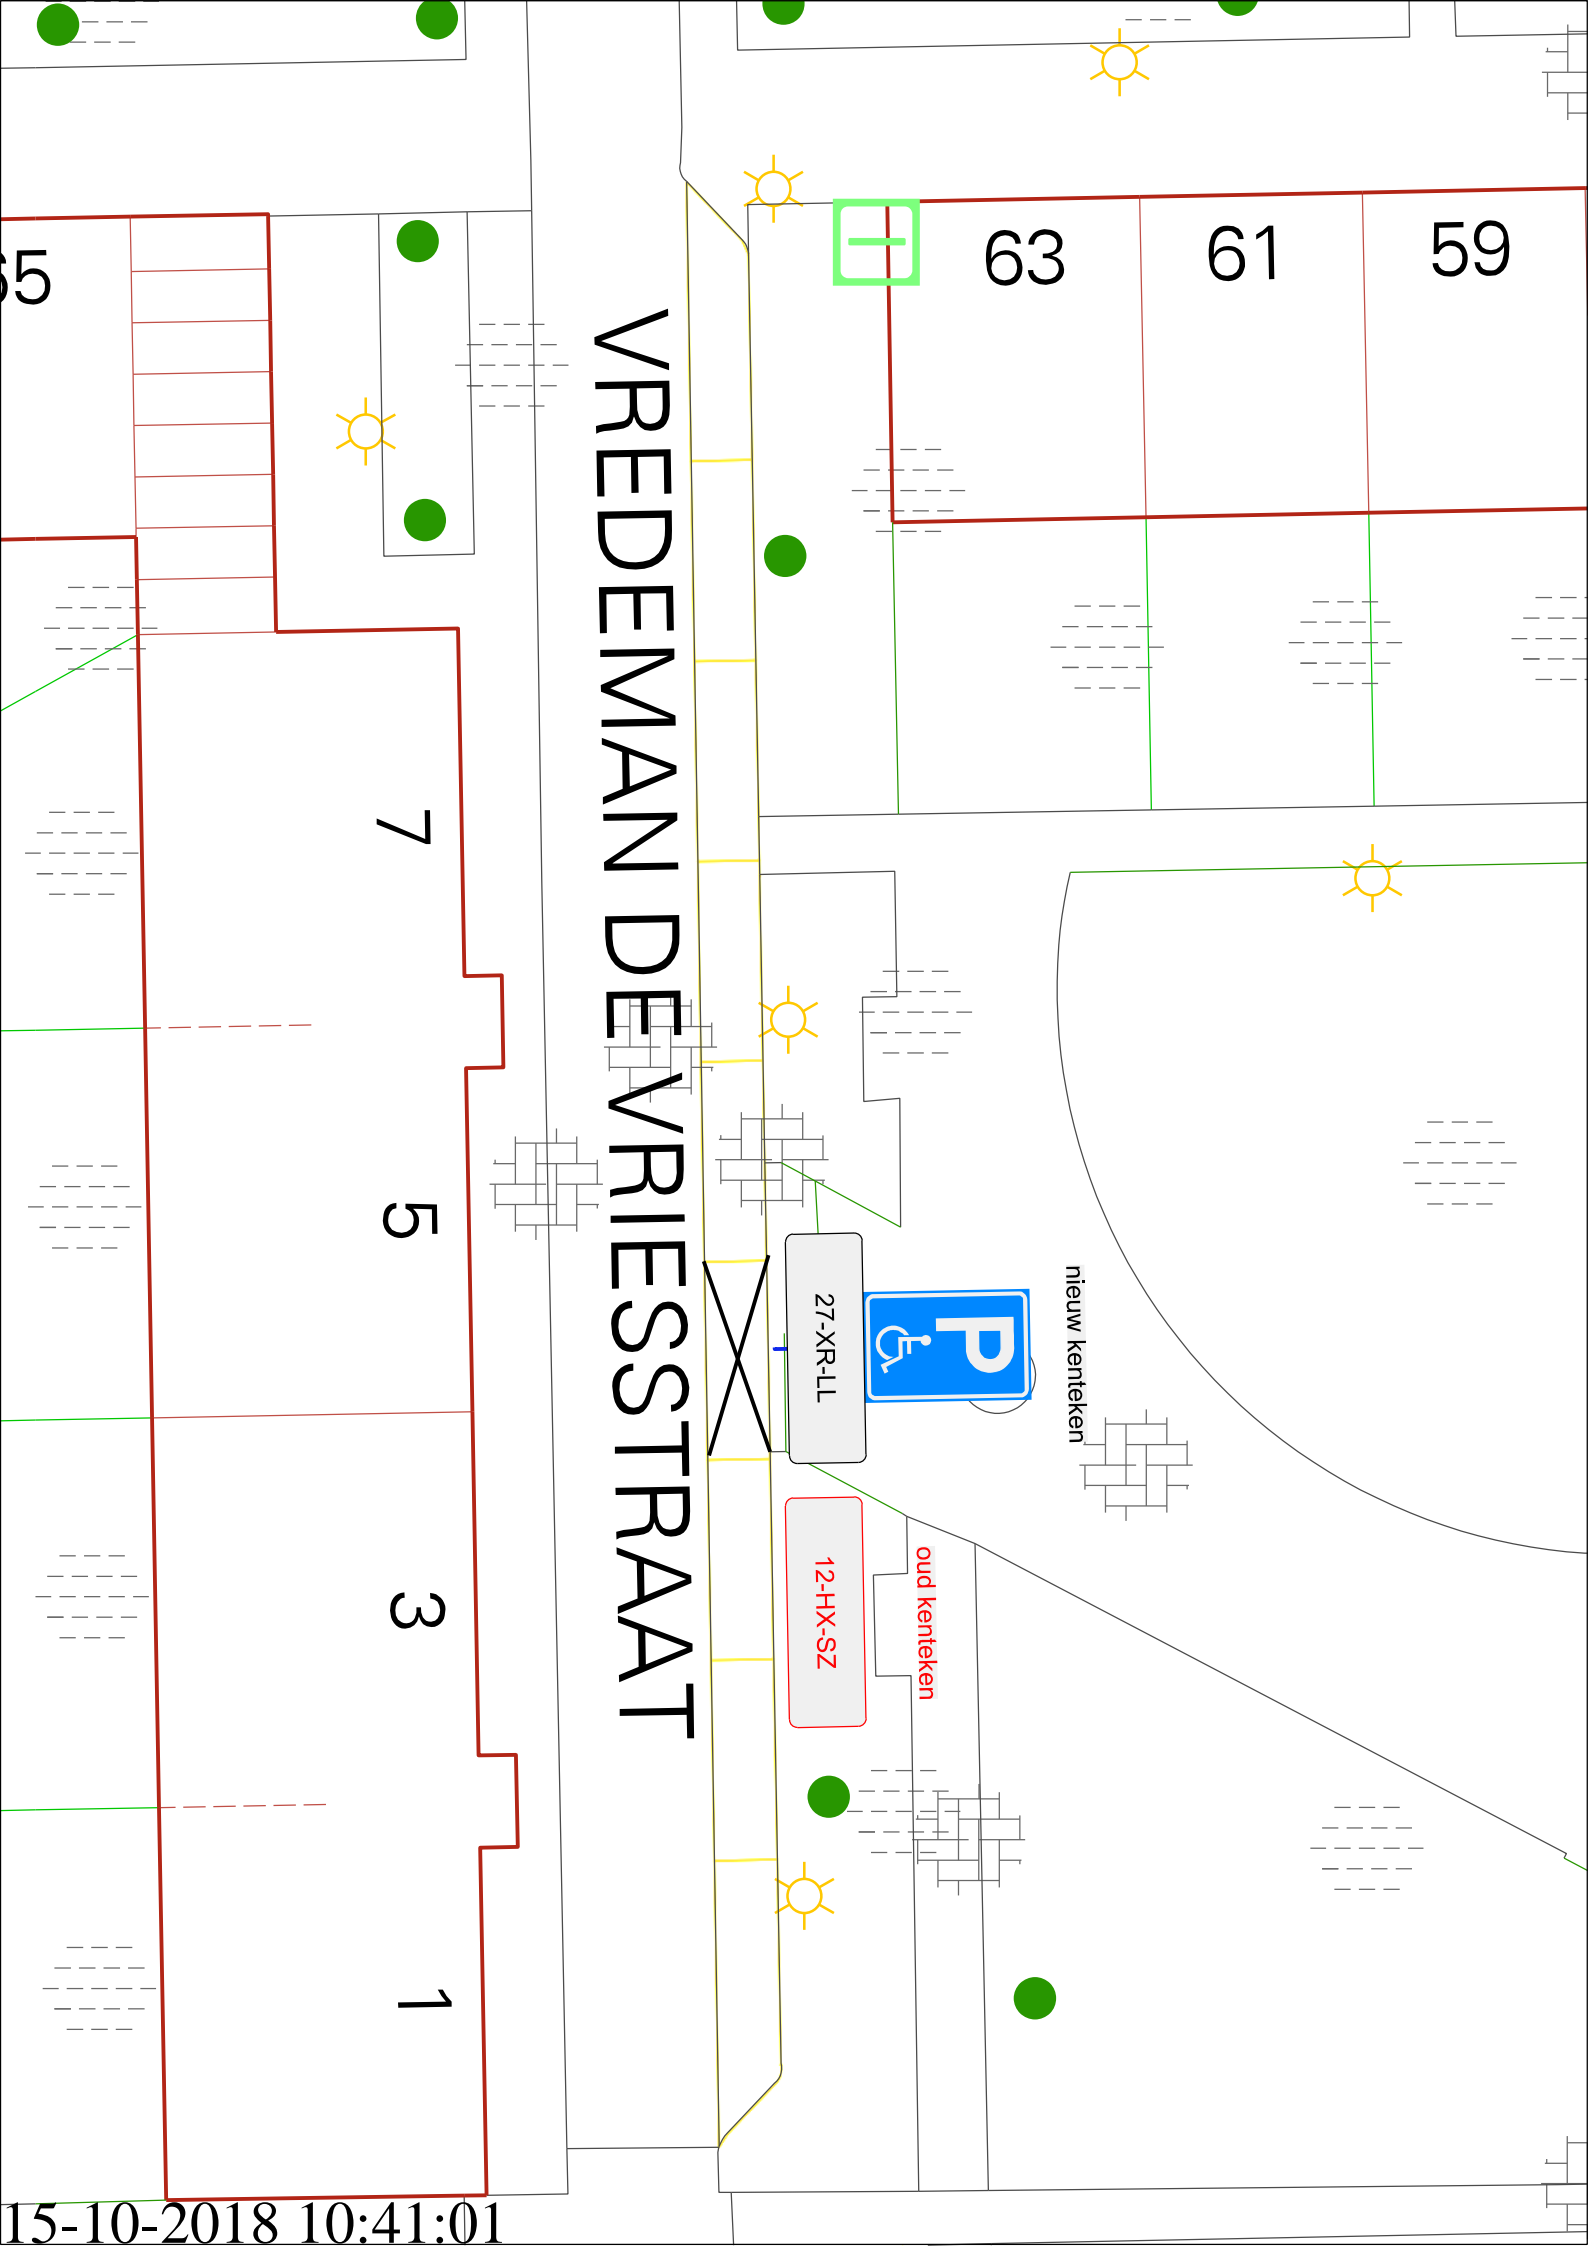 63
61
59
VREDEMAN DE VRIESSTRAAT
7
5
3
1
27-XR-LL
P
nieuw kenteken
12-HX-SZ
oud kenteken
15-10-2018 10:41:01